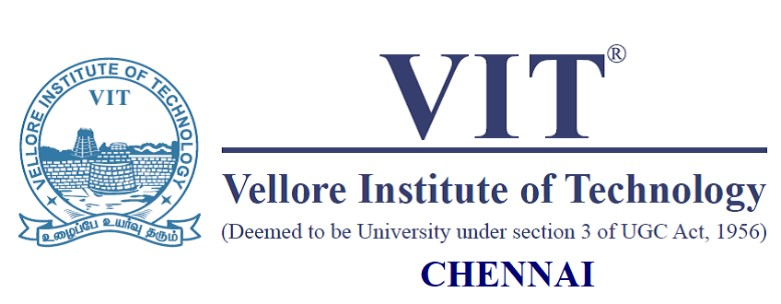 VELLORE INSTITUTE OF TECHNOLOGY
VIT
உழைப்பே உயர்வு தரும்
VIT®
Vellore Institute of Technology
(Deemed to be University under section 3 of UGC Act, 1956)
CHENNAI